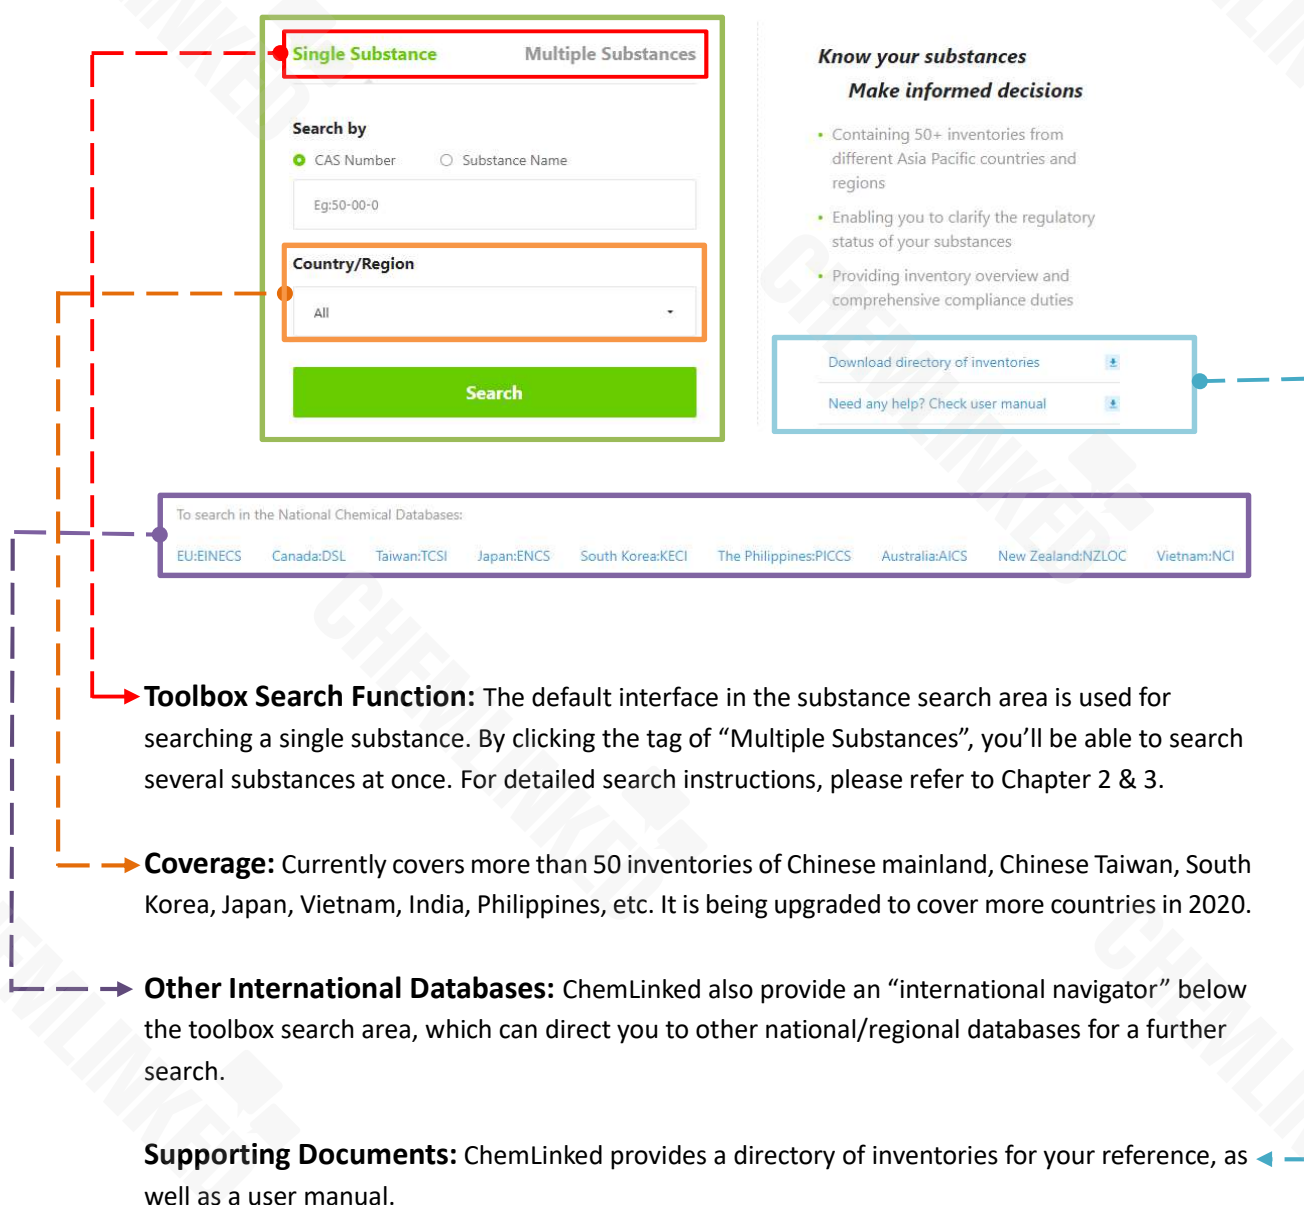 Single Substance Multiple Substances
Search by
CAS Number Substance Name
Eg:50-00-0
Country/Region
All
Search
Know your substances
Make informed decisions
• Containing 50+ inventories from
different Asia Pacific countries and
regions
• Enabling you to clarify the regulatory
status of your substances
• Providing inventory overview and
comprehensive compliance duties
Download directory of inventories
Need any help? Check user manual
To search in the National Chemical Databases:
EU:EINECS Canada:DSL Taiwan:TCSI Japan:ENCS South Korea:KECI The Philippines:PICCS Australia:AICS New Zealand:NZLOC Vietnam:NCI
Toolbox Search Function: The default interface in the substance search area is used for
searching a single substance. By clicking the tag of “Multiple Substances”, you’ll be able to search
several substances at once. For detailed search instructions, please refer to Chapter 2 & 3.
Coverage: Currently covers more than 50 inventories of Chinese mainland, Chinese Taiwan, South
Korea, Japan, Vietnam, India, Philippines, etc. It is being upgraded to cover more countries in 2020.
Other International Databases: ChemLinked also provide an “international navigator” below
the toolbox search area, which can direct you to other national/regional databases for a further
search.
Supporting Documents: ChemLinked provides a directory of inventories for your reference, as
well as a user manual.
CHEMLINKED
CHEMLINKED
CHEMLINKED